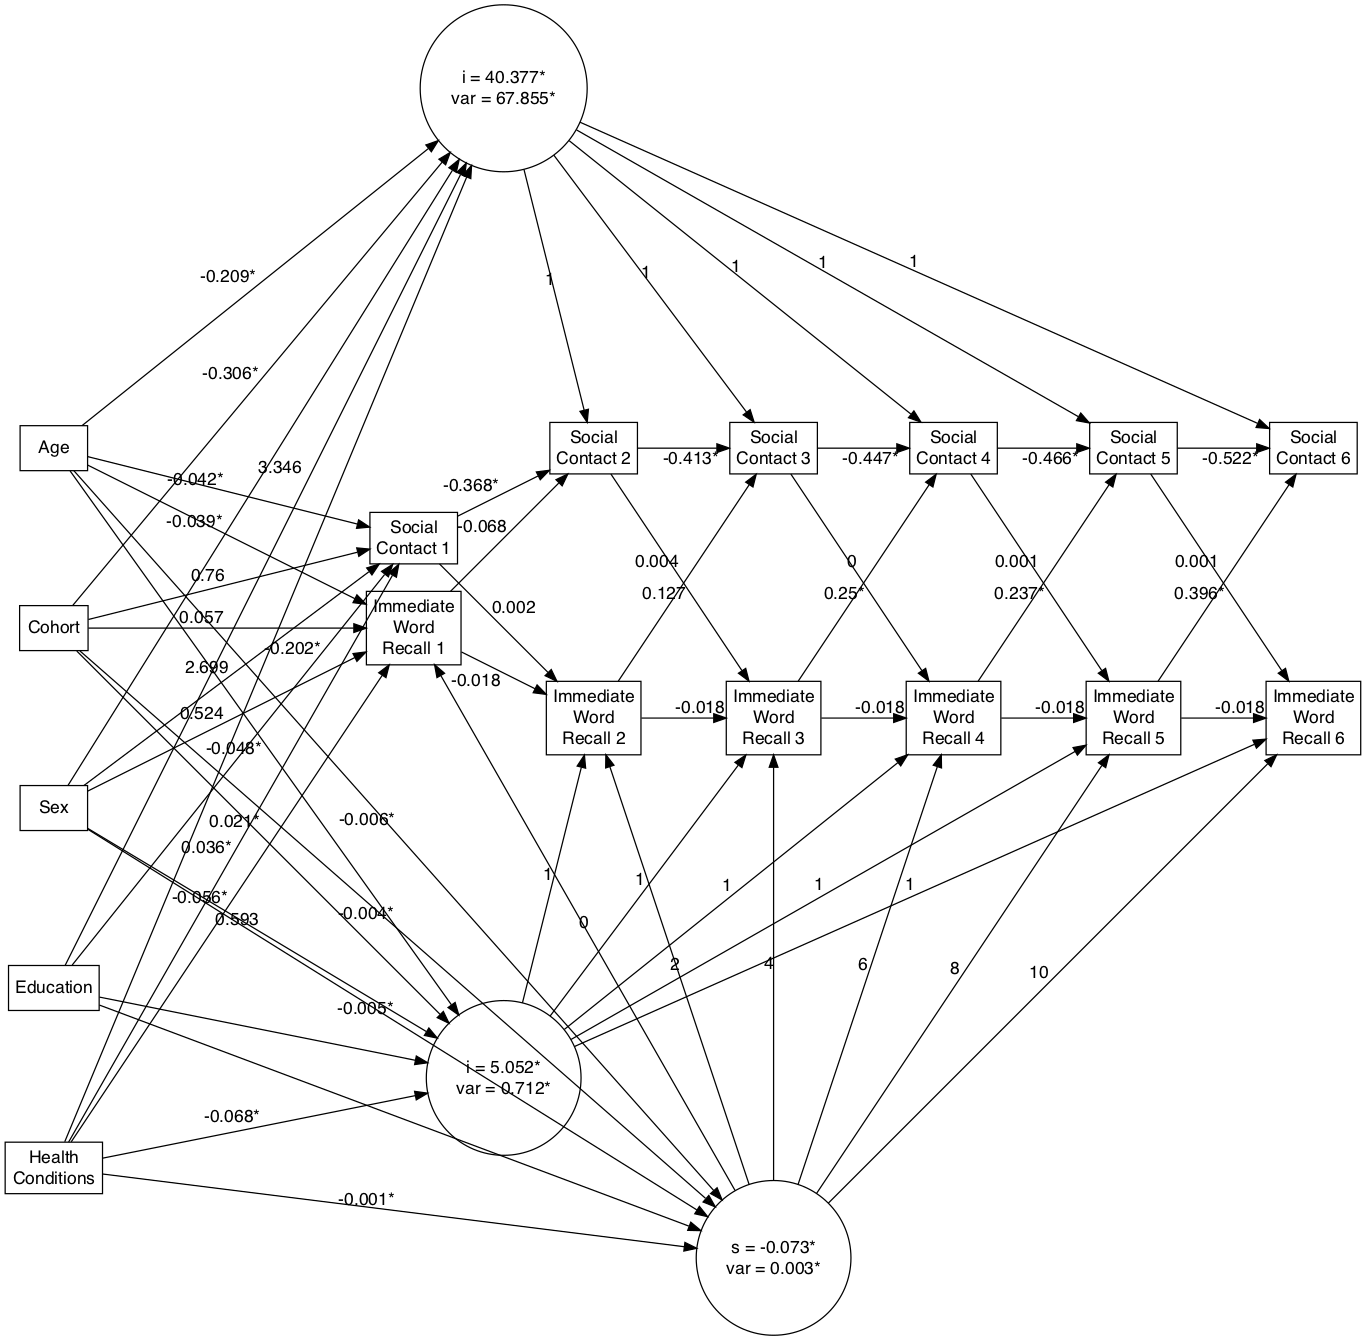 i = 40.377*
var = 67.855*
1
1
1
1
1
-0.209*
-0.306*
Age
Social
Contact 2
-0.413*
Social
Contact 3
-0.447*
Social
Contact 4
-0.466*
Social
Contact 5
-0.522*
Social
Contact 6
3.346
-0.042*
-0.368*
-0.039*
Social
Contact 1
-0.068
0.76
0.004
0
0.001
0.001
0.127
0.25*
0.237*
0.396*
0.002
0.057
Cohort
Immediate
Word
Recall 1
-0.202*
2.699
-0.018
Immediate
Word
Recall 2
-0.018
Immediate
Word
Recall 3
-0.018
Immediate
Word
Recall 4
-0.018
Immediate
Word
Recall 5
-0.018
Immediate
Word
Recall 6
0.524
-0.048*
Sex
0.021*
-0.006*
0.036*
1
1
1
1
1
-0.056*
0.593
-0.004*
0
2
4
6
8
10
Education
-0.005*
i = 5.052*
var = 0.712*
-0.068*
Health
Conditions
-0.001*
s = -0.073*
var = 0.003*